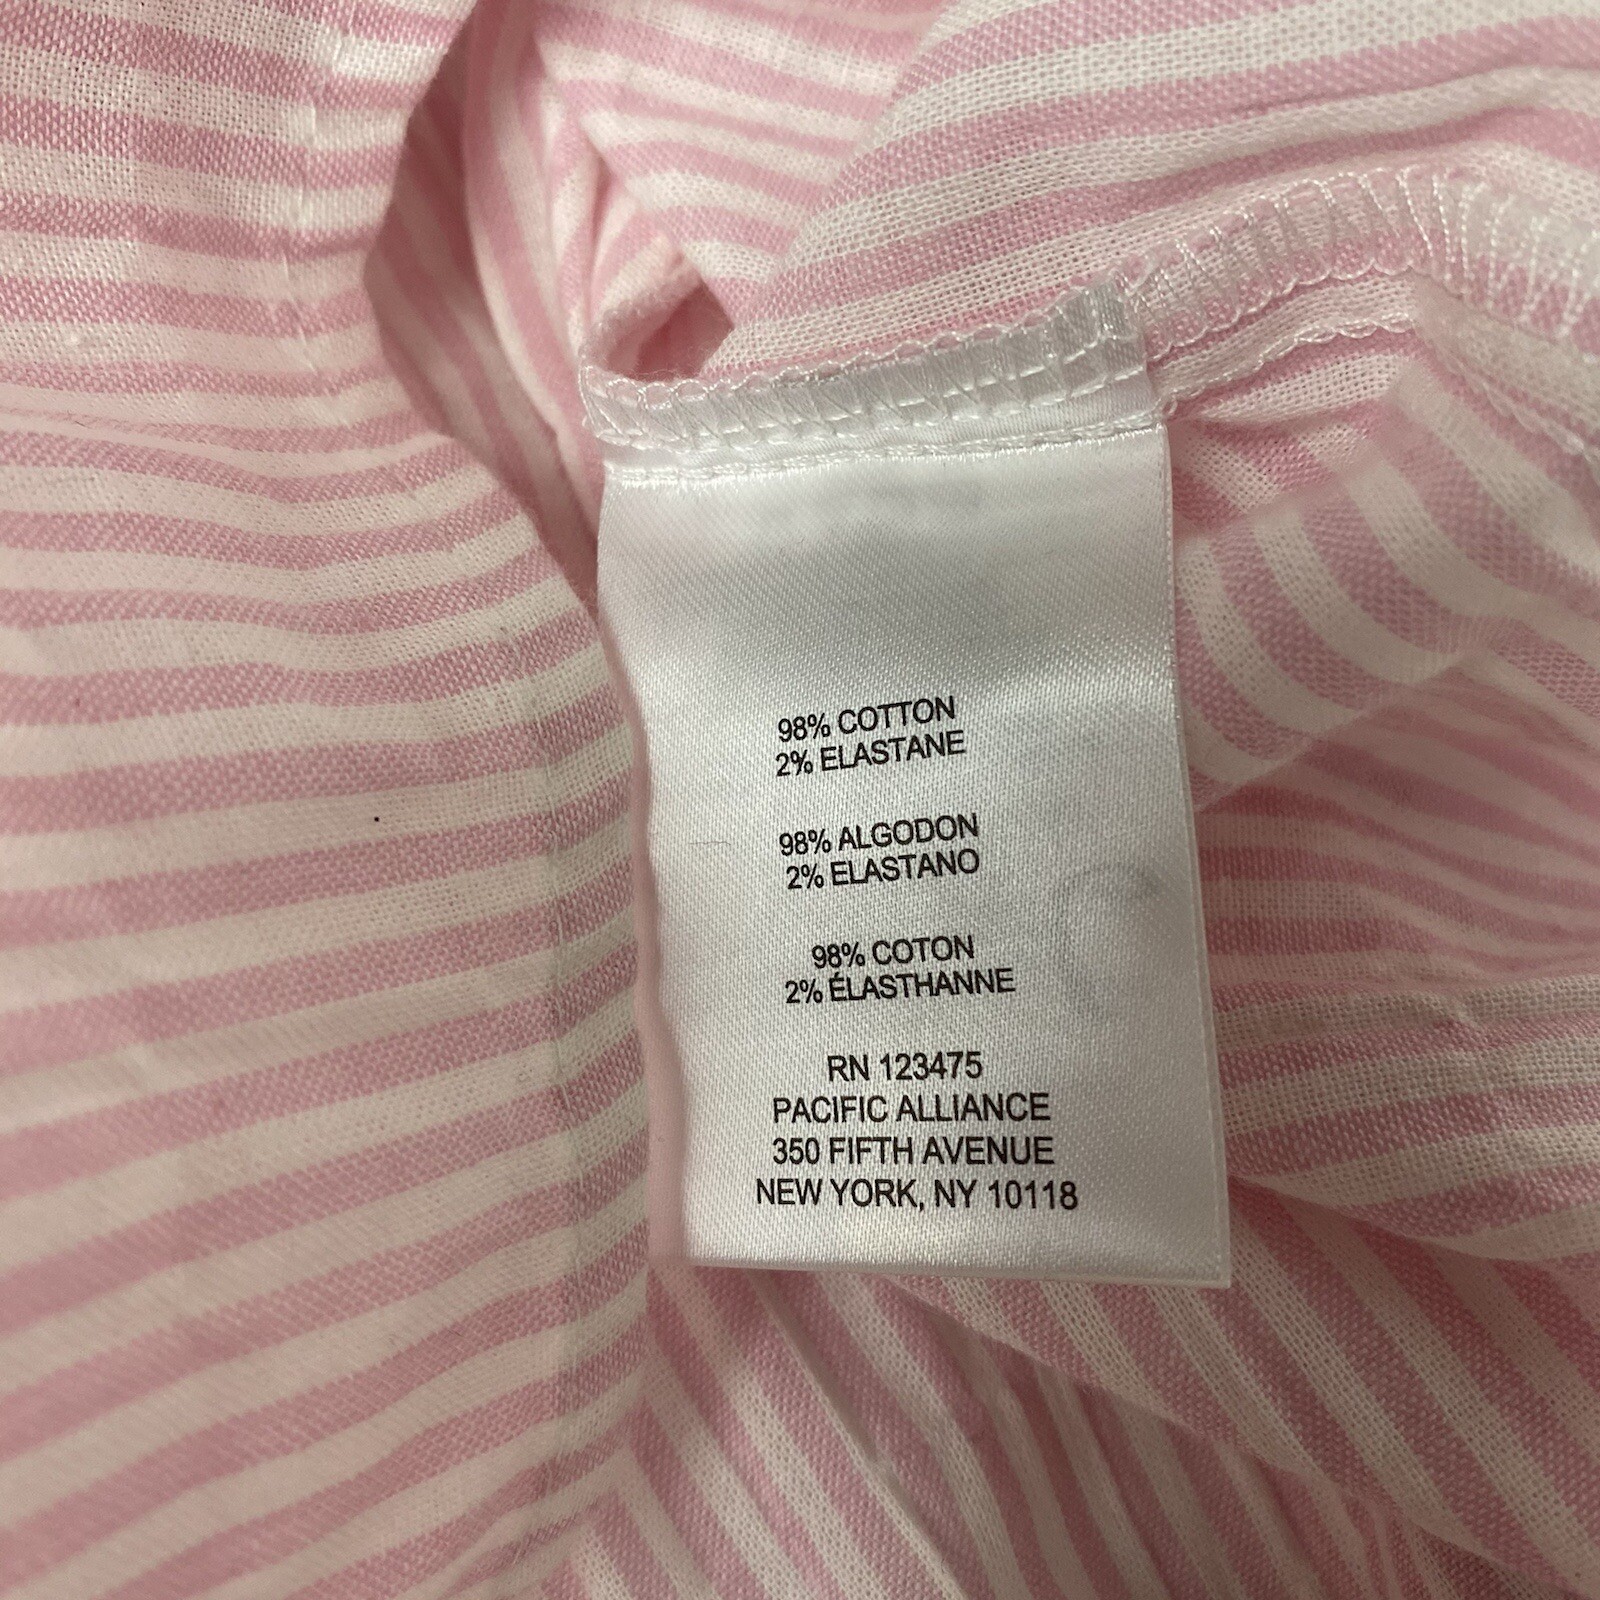 98% COTTON
2% ELASTANE
98% ALGODON
2% ELASTANO
98% COTON
2% ÉLASTHANNE
RN 123475
PACIFIC ALLIANCE
350 FIFTH AVENUE
NEW YORK, NY 10118